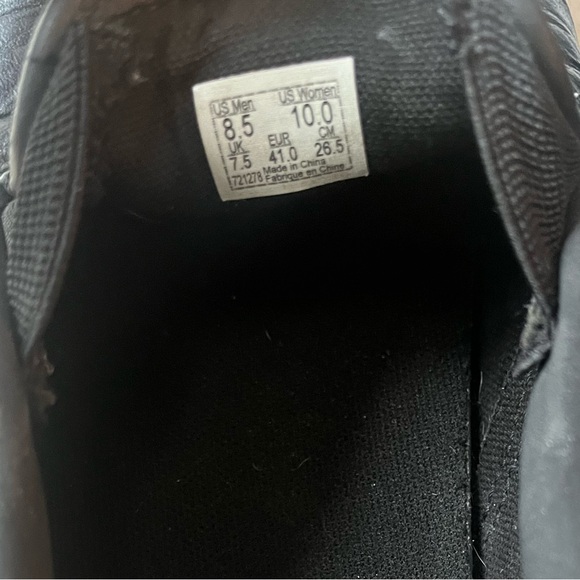 US Men US Women
8.5 10.0
UK EUR CM
7.5 41.0 26.5
721278 Made in China
Fabrique en Chine